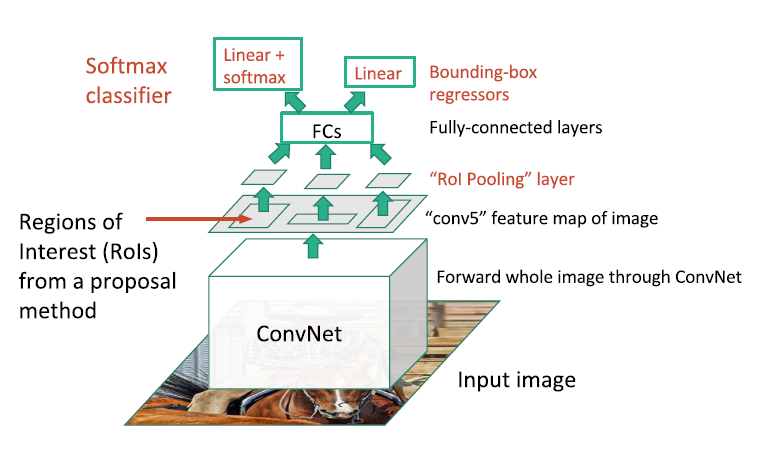 Linear +
softmax
Softmax
classifier
Linear
Bounding-box
regressors
FCs
Fully-connected layers
“RoI Pooling” layer
Regions of
Interest (RoIs)
from a proposal
method
“conv5” feature map of image
Forward whole image through ConvNet
ConvNet
Input image